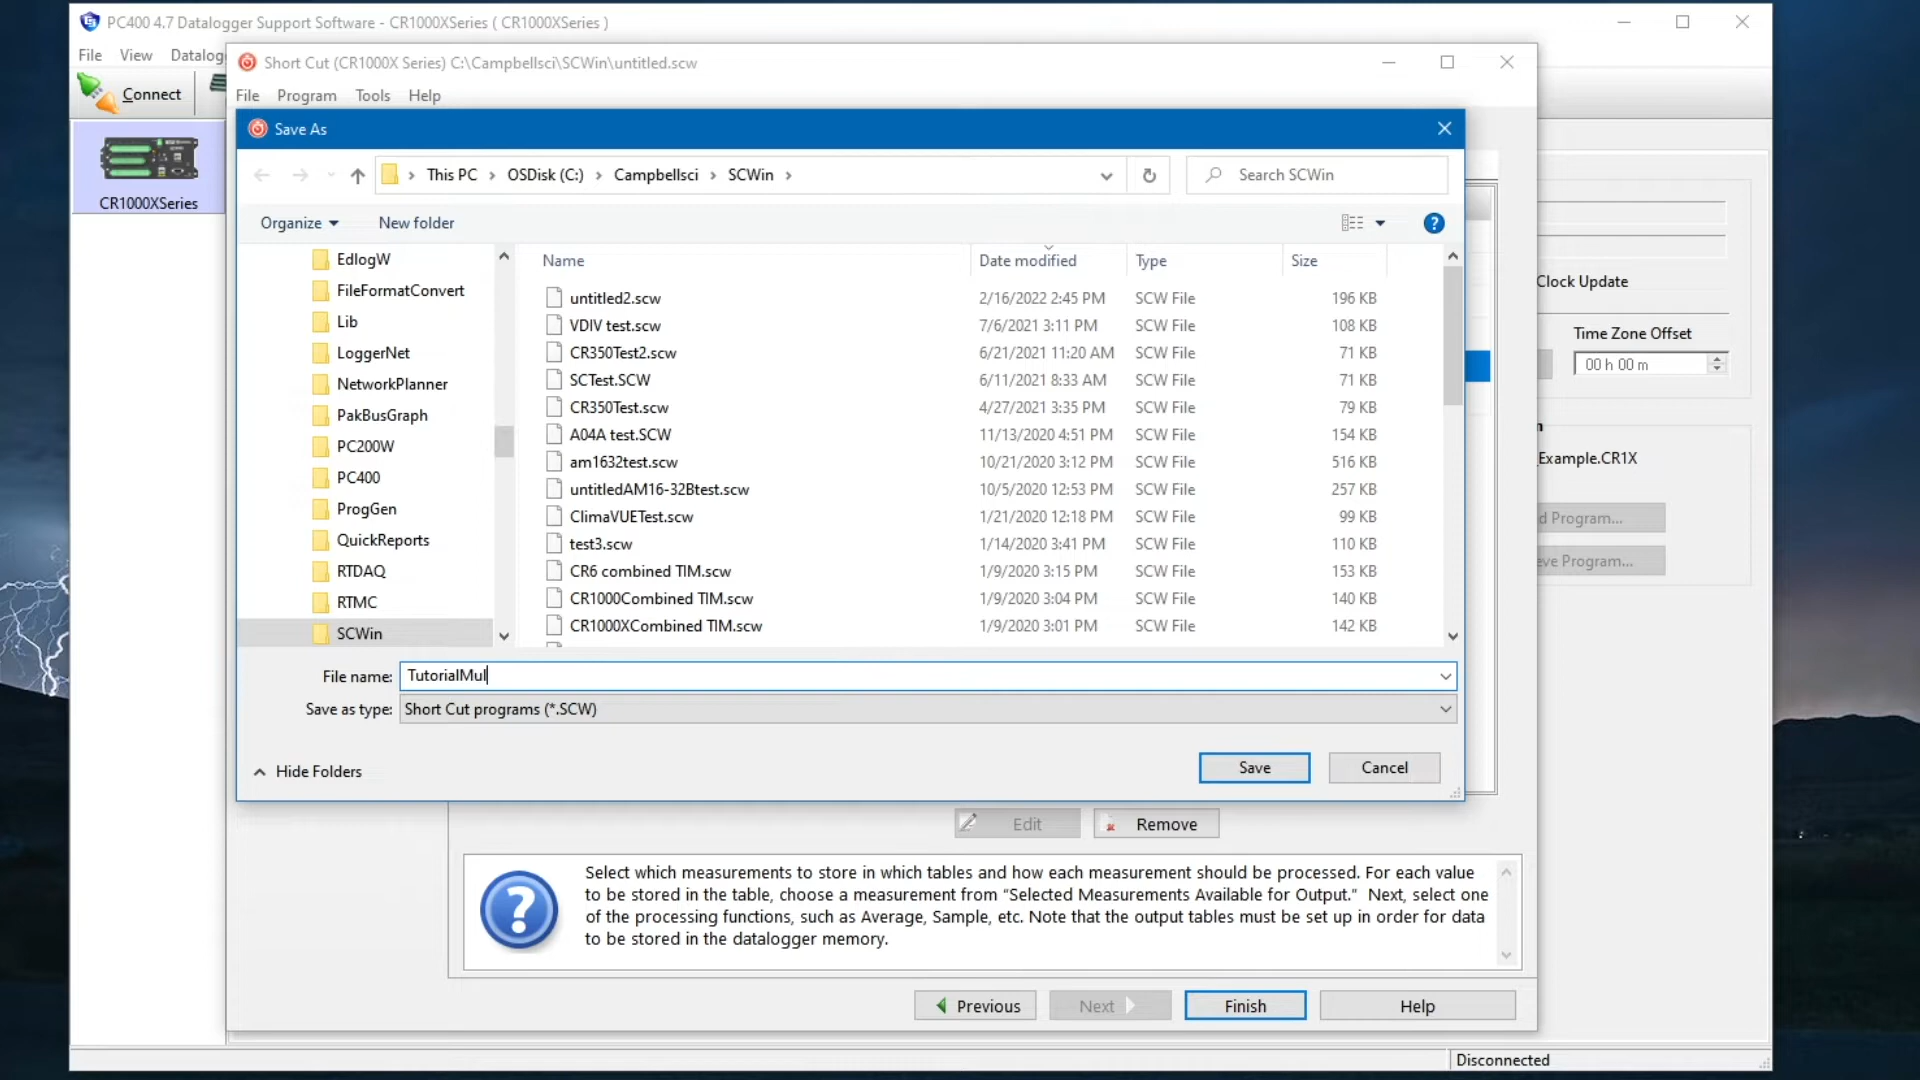 PC400 4.7 Datalogger Support Software - CR1000XSeries ( CR1000XSeries )
File View Datalog
Connect
CR1000XSeries
Short Cut (CR1000X Series) C:\Campbellsci\SCWin\untitled.scw
File Program Tools Help
Save As
This PC > OSDisk (C:) > Campbellsci > SCWin >
Search SCWin
Organize New folder
EdlogW
FileFormatConvert
Lib
LoggerNet
NetworkPlanner
PakBusGraph
PC200W
PC400
ProgGen
QuickReports
RTDAQ
RTMC
SCWin
Name Date modified Type Size
untitled2.scw 2/16/2022 2:45 PM SCW File 196 KB
VDIV test.scw 7/6/2021 3:11 PM SCW File 108 KB
CR350Test2.scw 6/21/2021 11:20 AM SCW File 71 KB
SCTest.SCW 6/11/2021 8:33 AM SCW File 71 KB
CR350Test.scw 4/27/2021 3:35 PM SCW File 79 KB
A04A test.SCW 11/13/2020 4:51 PM SCW File 154 KB
am1632test.scw 10/21/2020 3:12 PM SCW File 516 KB
untitledAM16-32Btest.scw 10/5/2020 12:53 PM SCW File 257 KB
ClimaVUETest.scw 1/21/2020 12:18 PM SCW File 99 KB
test3.scw 1/14/2020 3:41 PM SCW File 110 KB
CR6 combined TIM.scw 1/9/2020 3:15 PM SCW File 153 KB
CR1000Combined TIM.scw 1/9/2020 3:04 PM SCW File 140 KB
CR1000XCombined TIM.scw 1/9/2020 3:01 PM SCW File 142 KB
File name: TutorialMul
Save as type: Short Cut programs (*.SCW)
Hide Folders
Save Cancel
Clock Update
Time Zone Offset
00 h 00 m
n
_Example.CR1X
d Program...
eve Program...
Edit Remove
Select which measurements to store in which tables and how each measurement should be processed. For each value
to be stored in the table, choose a measurement from “Selected Measurements Available for Output.” Next, select one
of the processing functions, such as Average, Sample, etc. Note that the output tables must be set up in order for data
to be stored in the datalogger memory.
Previous Next Finish Help
Disconnected